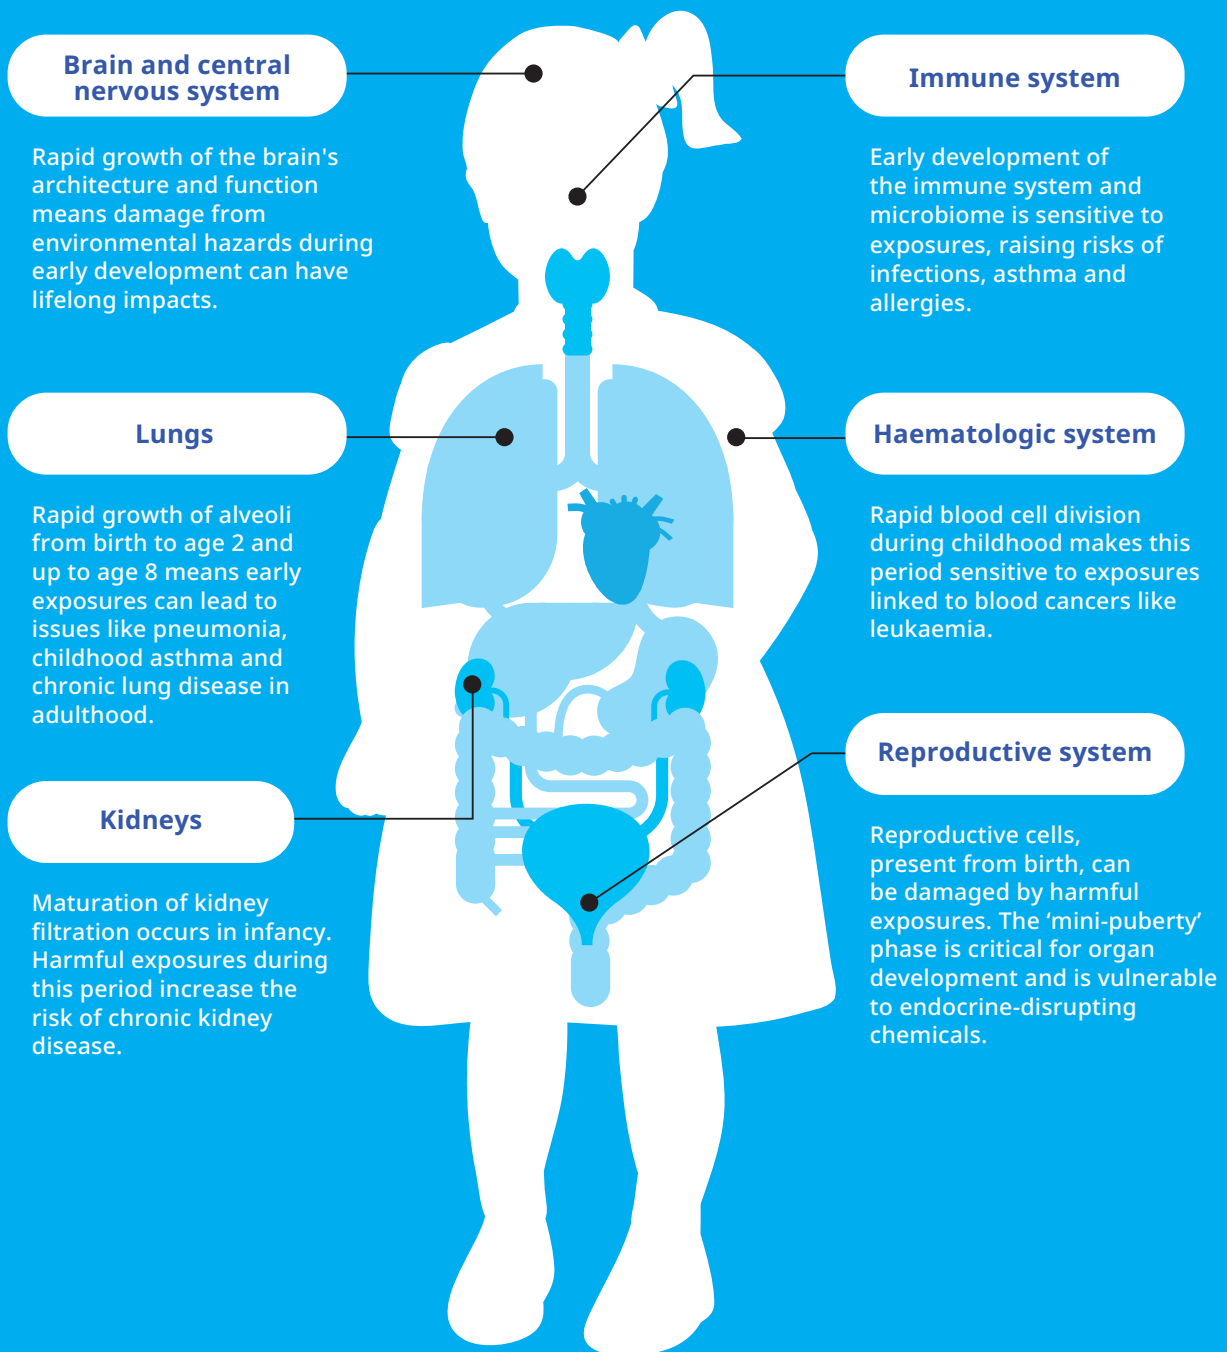 Brain and central
nervous system
Rapid growth of the brain's
architecture and function
means damage from
environmental hazards during
early development can have
lifelong impacts.
Lungs
Rapid growth of alveoli
from birth to age 2 and
up to age 8 means early
exposures can lead to
issues like pneumonia,
childhood asthma and
chronic lung disease in
adulthood.
Kidneys
Maturation of kidney
filtration occurs in infancy.
Harmful exposures during
this period increase the
risk of chronic kidney
disease.
Immune system
Early development of
the immune system and
microbiome is sensitive to
exposures, raising risks of
infections, asthma and
allergies.
Haematologic system
Rapid blood cell division
during childhood makes this
period sensitive to exposures
linked to blood cancers like
leukaemia.
Reproductive system
Reproductive cells,
present from birth, can
be damaged by harmful
exposures. The ‘mini-puberty’
phase is critical for organ
development and is vulnerable
to endocrine-disrupting
chemicals.